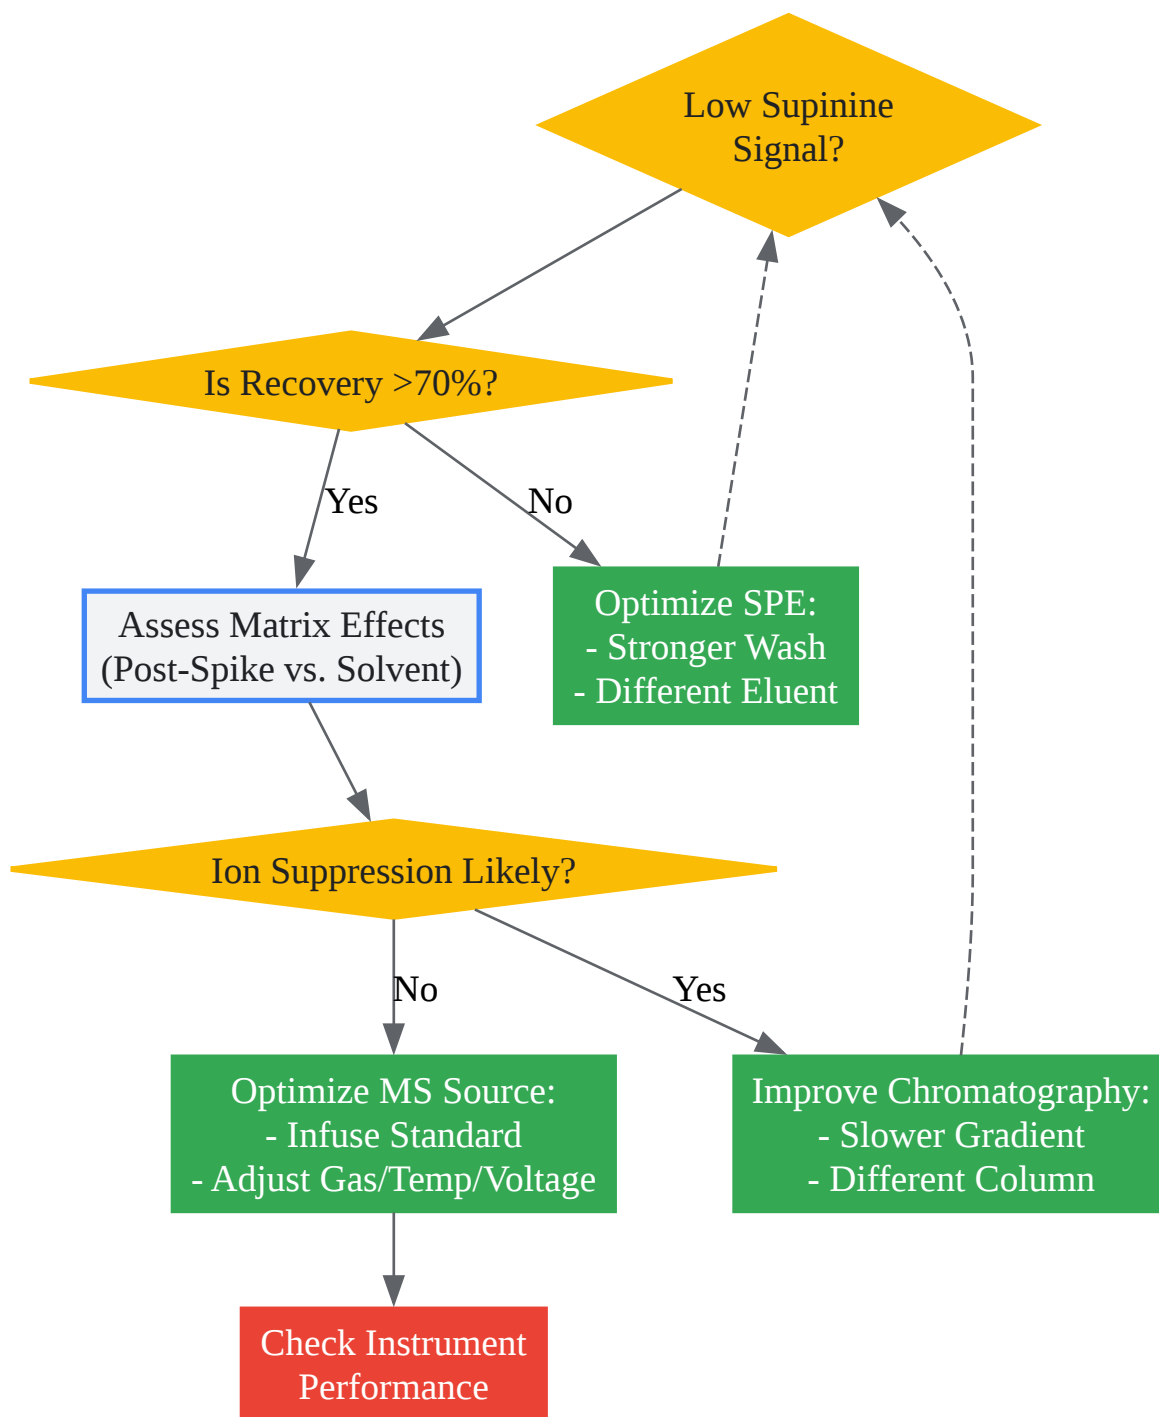 Low Supinine
Signal?
Is Recovery >70%?
Yes
No
Assess Matrix Effects
(Post-Spike vs. Solvent)
Optimize SPE:
- Stronger Wash
- Different Eluent
Ion Suppression Likely?
No
Yes
Optimize MS Source:
- Infuse Standard
- Adjust Gas/Temp/Voltage
Improve Chromatography:
- Slower Gradient
- Different Column
Check Instrument
Performance